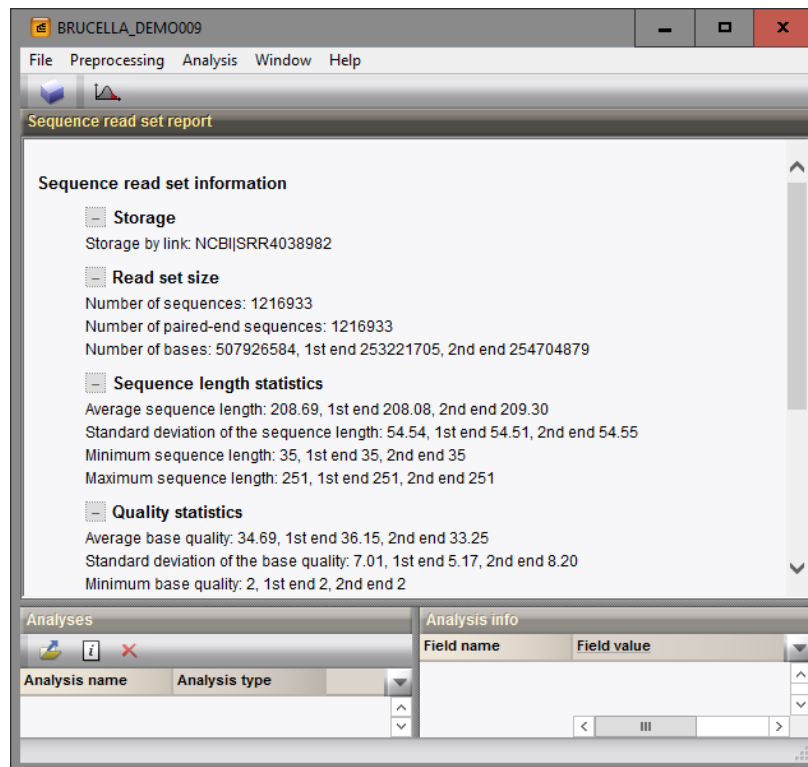 BRUCELLA_DEMO009
File Preprocessing Analysis Window Help
Sequence read set report
Sequence read set information
Storage
Storage by link: NCBI|SRR4038982
Read set size
Number of sequences: 1216933
Number of paired-end sequences: 1216933
Number of bases: 507926584, 1st end 253221705, 2nd end 254704879
Sequence length statistics
Average sequence length: 208.69, 1st end 208.08, 2nd end 209.30
Standard deviation of the sequence length: 54.54, 1st end 54.51, 2nd end 54.55
Minimum sequence length: 35, 1st end 35, 2nd end 35
Maximum sequence length: 251, 1st end 251, 2nd end 251
Quality statistics
Average base quality: 34.69, 1st end 36.15, 2nd end 33.25
Standard deviation of the base quality: 7.01, 1st end 5.17, 2nd end 8.20
Minimum base quality: 2, 1st end 2, 2nd end 2
Analyses
Analysis name Analysis type
Analysis info
Field name Field value